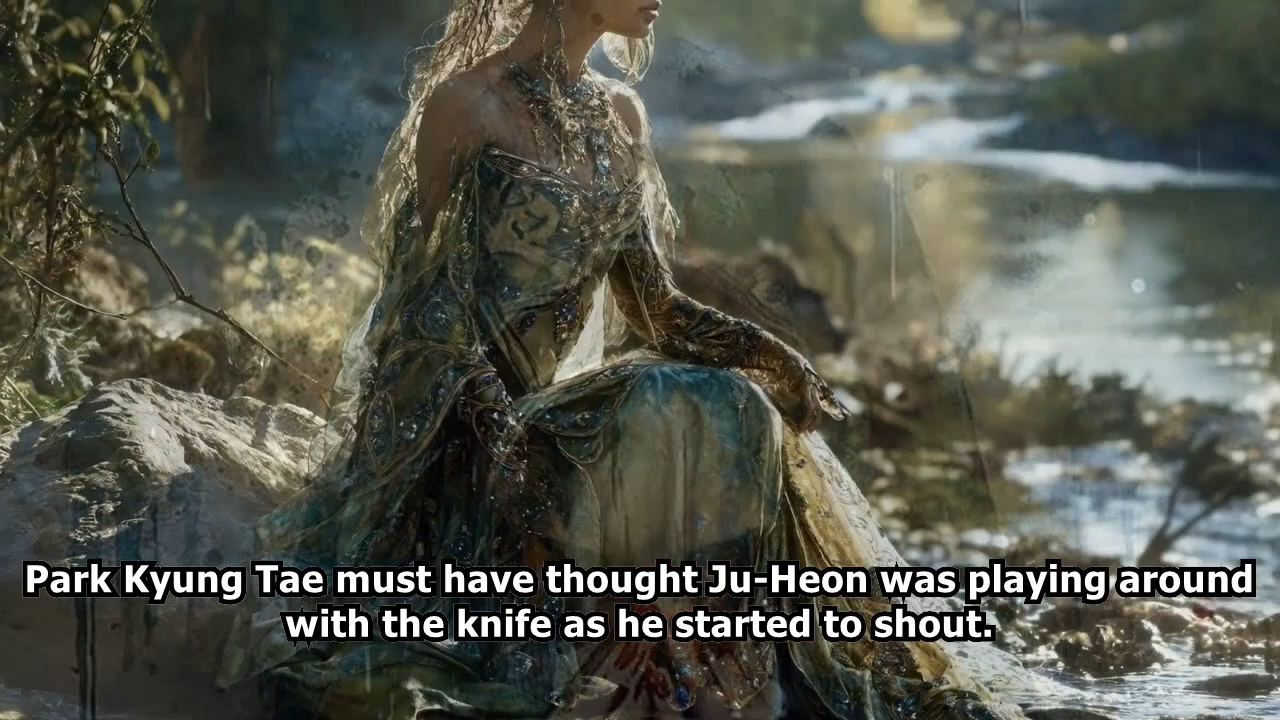 Park Kyung Tae must have thought Ju-Heon was playing around
with the knife as he started to shout.